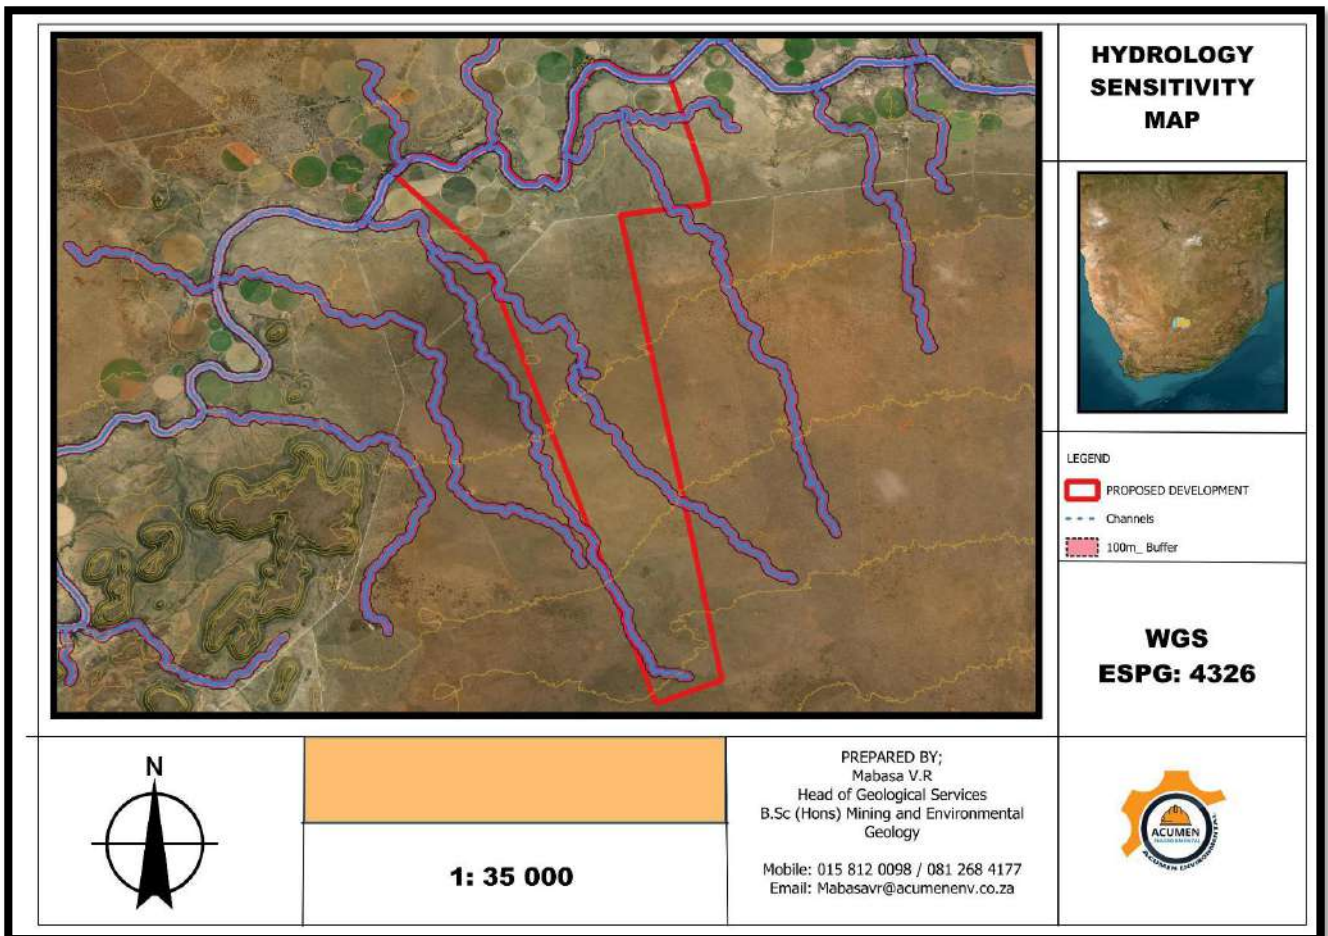 HYDROLOGY
SENSITIVITY
MAP
LEGEND
PROPOSED DEVELOPMENT
Channels
100m_ Buffer
WGS
ESPG: 4326
N
1: 35 000
PREPARED BY;
Mabasa V.R
Head of Geological Services
B.Sc (Hons) Mining and Environmental
Geology
Mobile: 015 812 0098 / 081 268 4177
Email: Mabasavr@acumenenv.co.za
ACUMEN
ACUMEN ENVIRONMENTAL